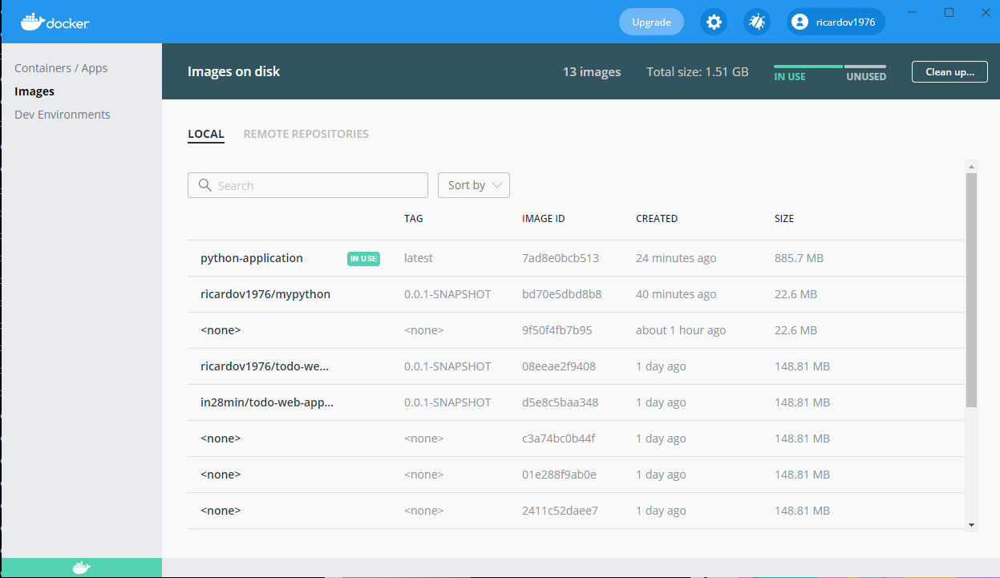 docker
Upgrade
ricardov1976
Containers / Apps
Images
Dev Environments
Images on disk
13 images
Total size: 1.51 GB
IN USE
UNUSED
Clean up...
LOCAL
REMOTE REPOSITORIES
Search
Sort by
TAG IMAGE ID CREATED SIZE
python-application IN USE latest 7ad8e0bcb513 24 minutes ago 885.7 MB
ricardov1976/mypython 0.0.1-SNAPSHOT bd70e5dbd8b8 40 minutes ago 22.6 MB
<none> <none> 9f50f4fb7b95 about 1 hour ago 22.6 MB
ricardov1976/todo-we... 0.0.1-SNAPSHOT 08eeae2f9408 1 day ago 148.81 MB
in28min/todo-web-app... 0.0.1-SNAPSHOT d5e8c5baa348 1 day ago 148.81 MB
<none> <none> c3a74bc0b44f 1 day ago 148.81 MB
<none> <none> 01e288f9ab0e 1 day ago 148.81 MB
<none> <none> 2411c52daee7 1 day ago 148.81 MB